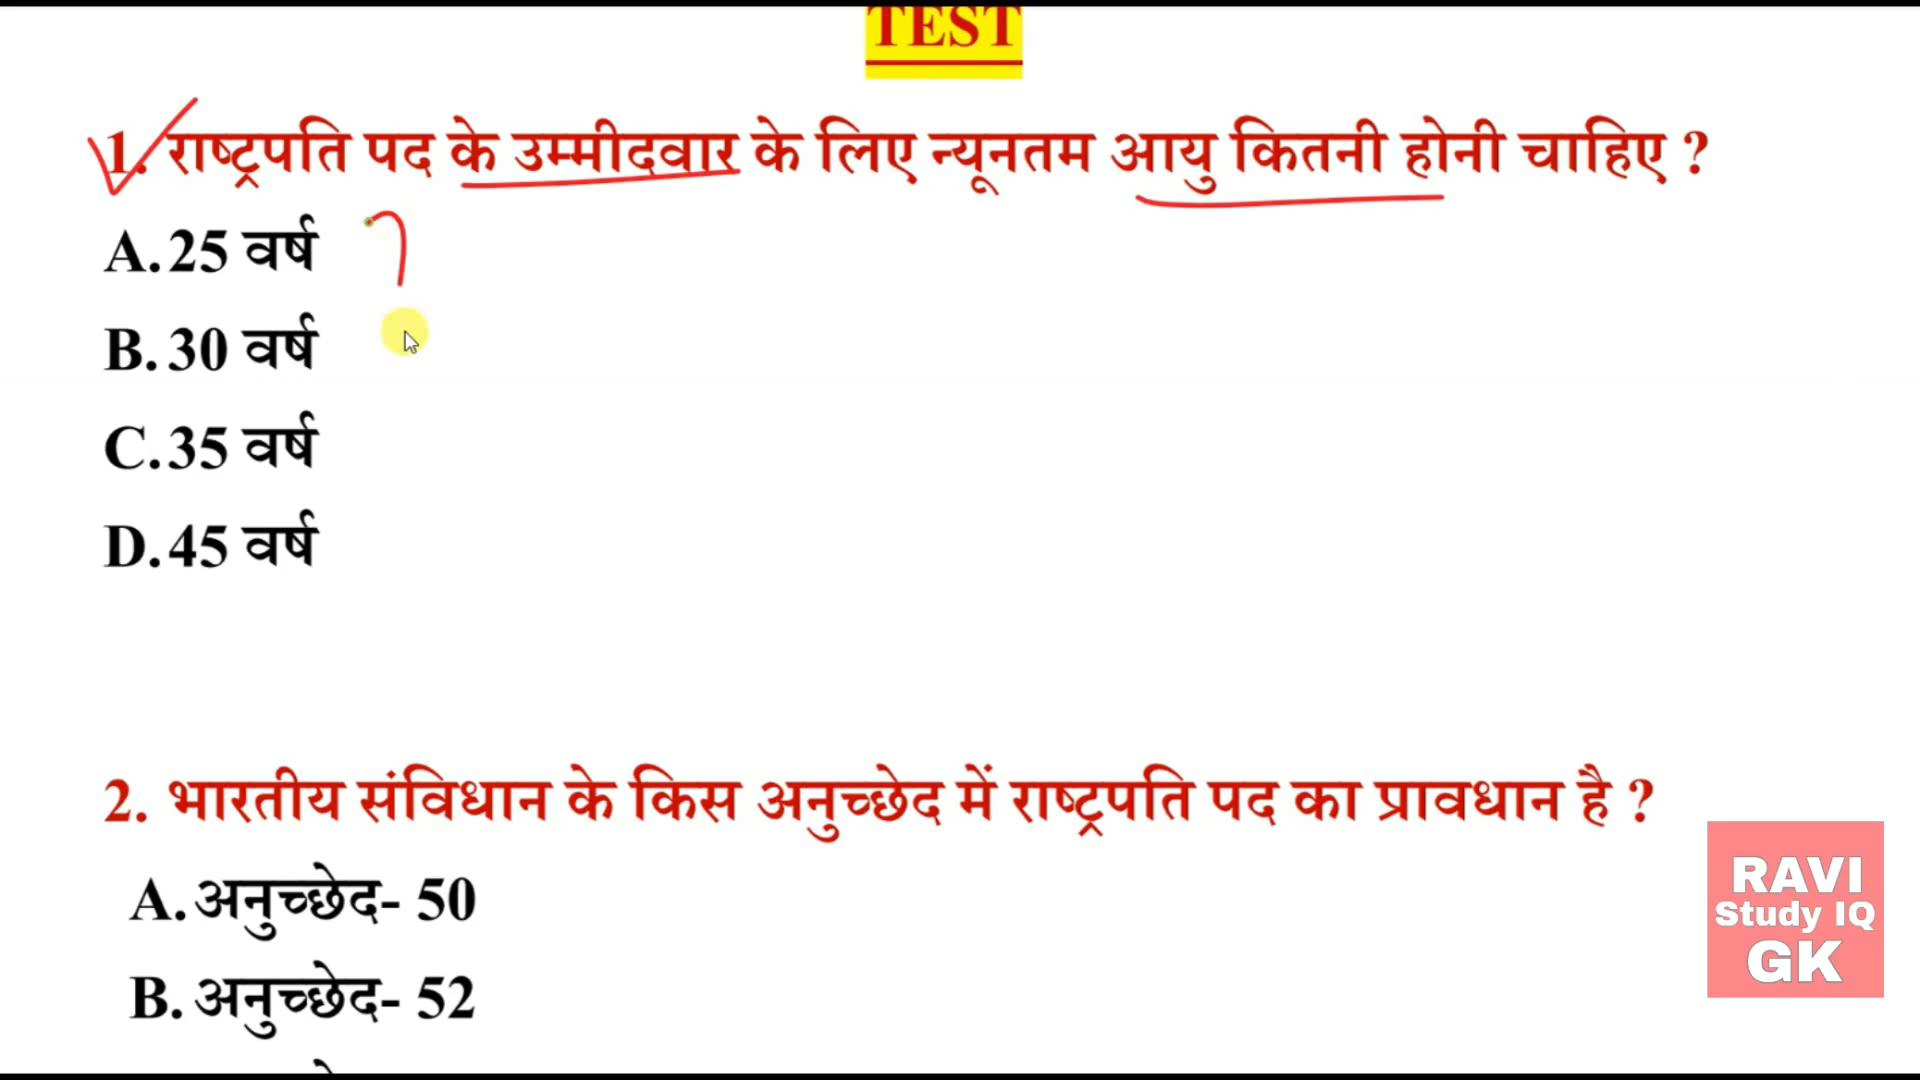 TEST
1. राष्ट्रपति पद के उम्मीदवार के लिए न्यूनतम आयु कितनी होनी चाहिए ?
A. 25 वर्ष
B. 30 वर्ष
C. 35 वर्ष
D. 45 वर्ष
2. भारतीय संविधान के किस अनुच्छेद में राष्ट्रपति पद का प्रावधान है ?
A. अनुच्छेद- 50
B. अनुच्छेद- 52
RAVI
Study IQ
GK